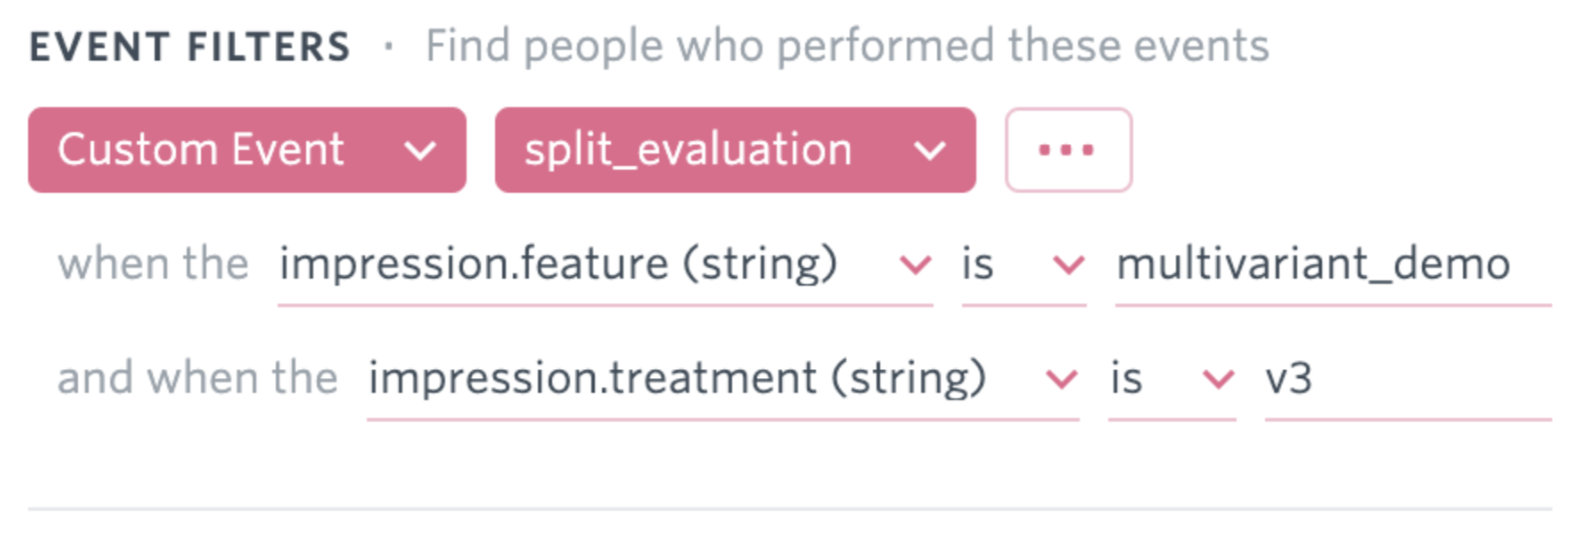 EVENT FILTERS · Find people who performed these events
Custom Event split_evaluation ...
when the impression.feature (string) is multivariant_demo
and when the impression.treatment (string) is v3